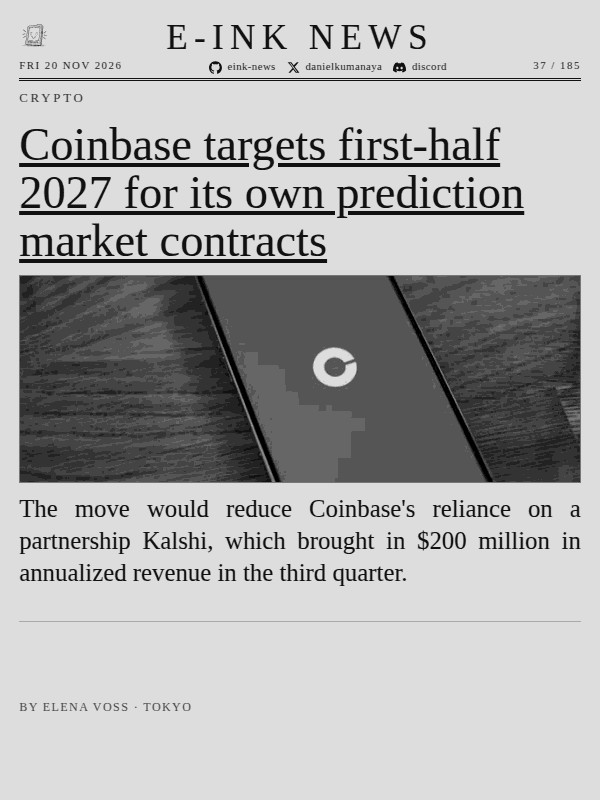 E-INK NEWS
FRI 20 NOV 2026
eink-news danielkumanaya discord
37 / 185
CRYPTO
Coinbase targets first-half
2027 for its own prediction
market contracts
The move would reduce Coinbase's reliance on a
partnership Kalshi, which brought in $200 million in
annualized revenue in the third quarter.
BY ELENA VOSS · TOKYO